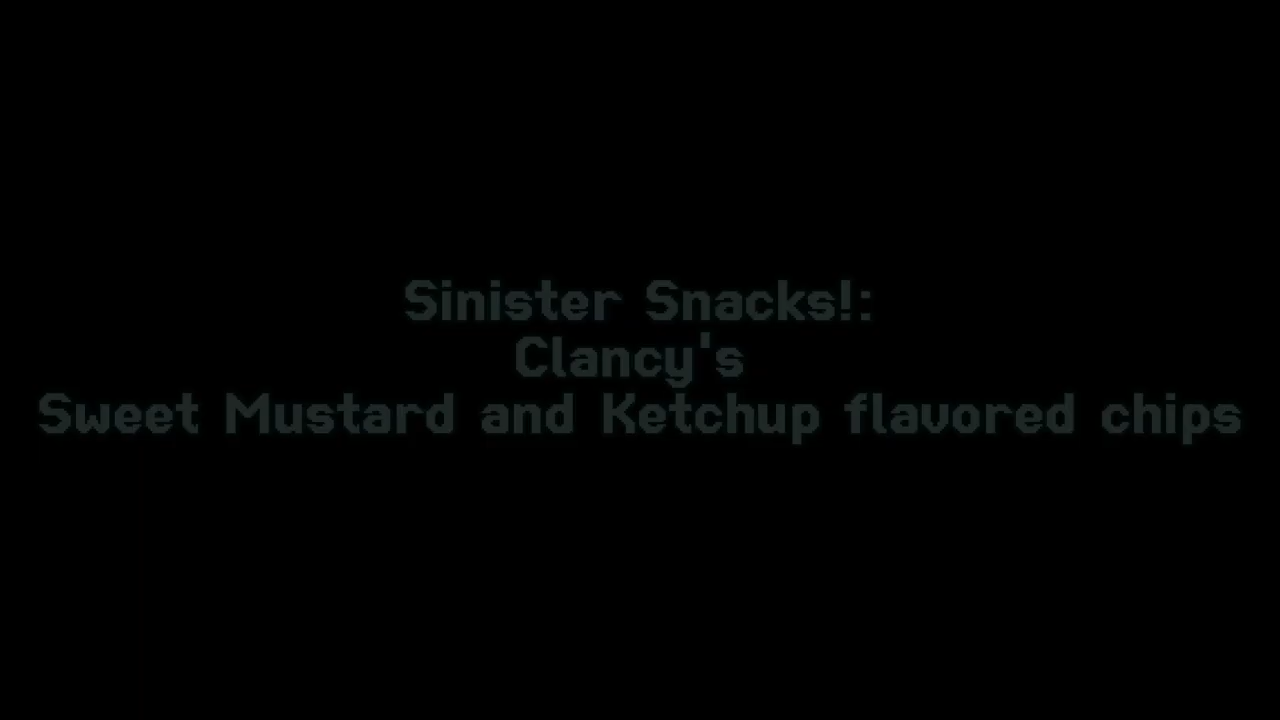 Sinister Snacks!:
Clancy's
Sweet Mustard and Ketchup flavored chips